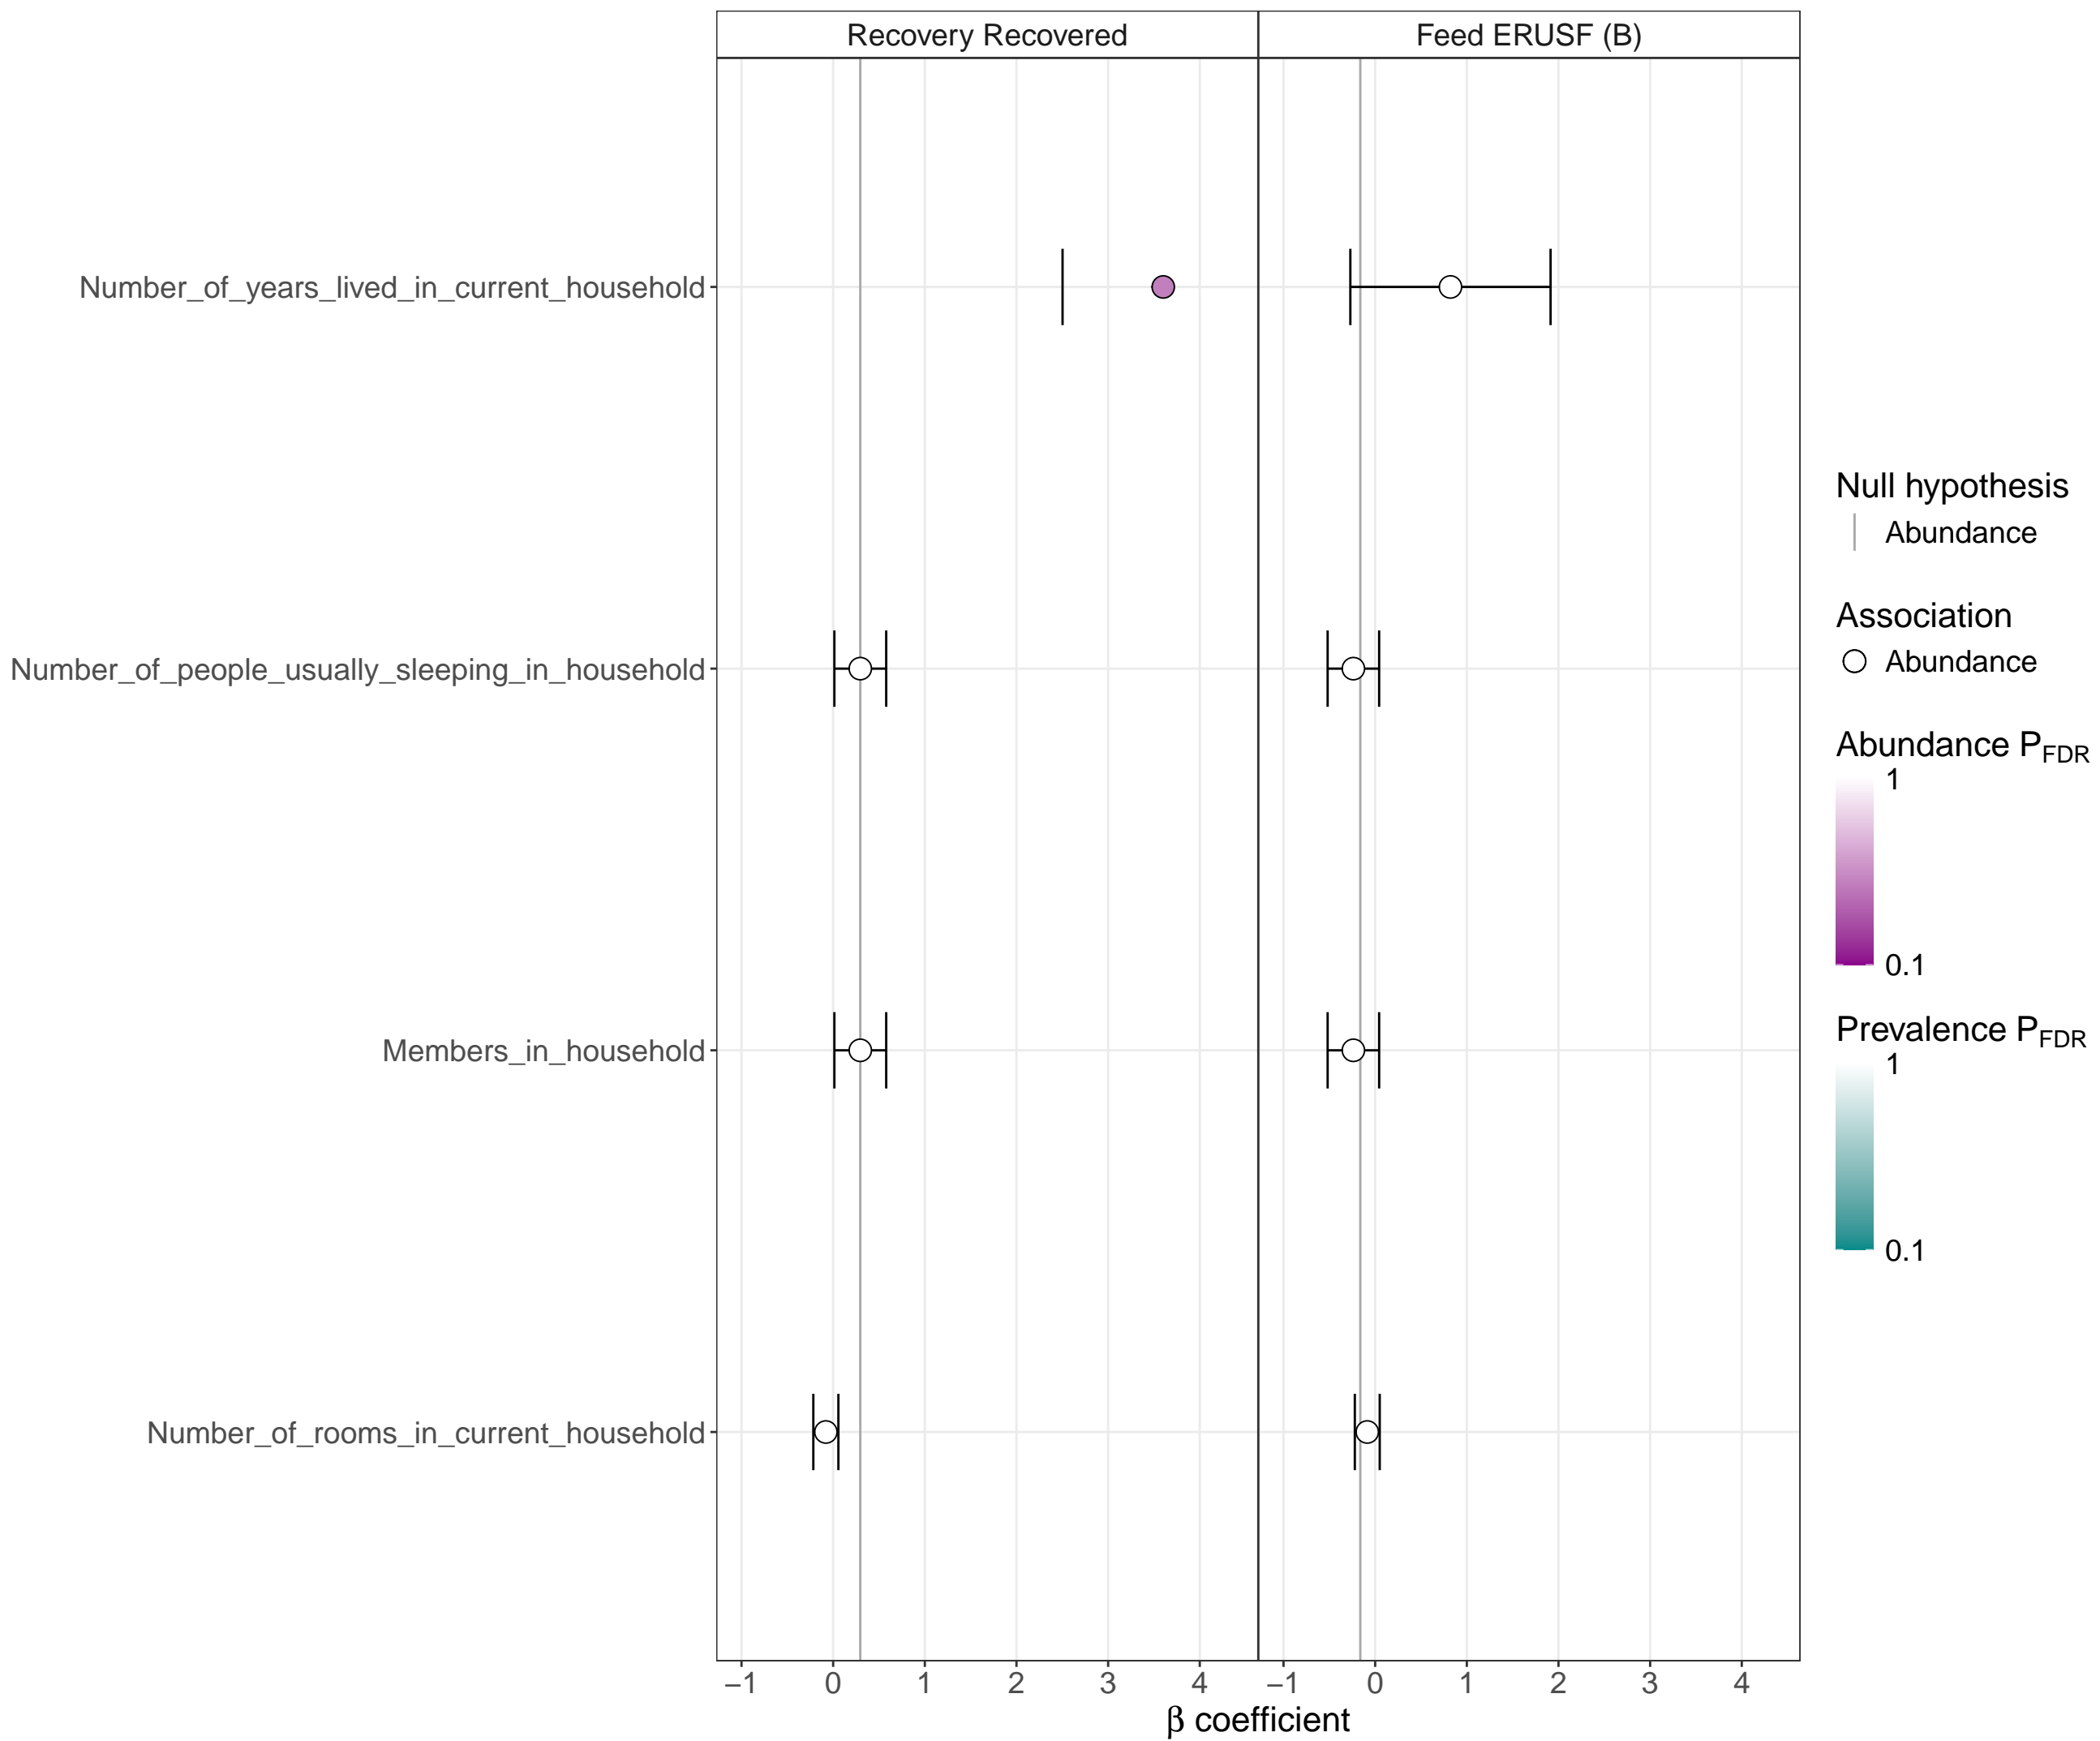 Recovery Recovered
Feed ERUSF (B)
Number_of_years_lived_in_current_household
Number_of_people_usually_sleeping_in_household
Members_in_household
Number_of_rooms_in_current_household
−1 0 1 2 3 4
−1 0 1 2 3 4
β coefficient
Null hypothesis
Abundance
Association
Abundance
Abundance PFDR
1
0.1
Prevalence PFDR
1
0.1